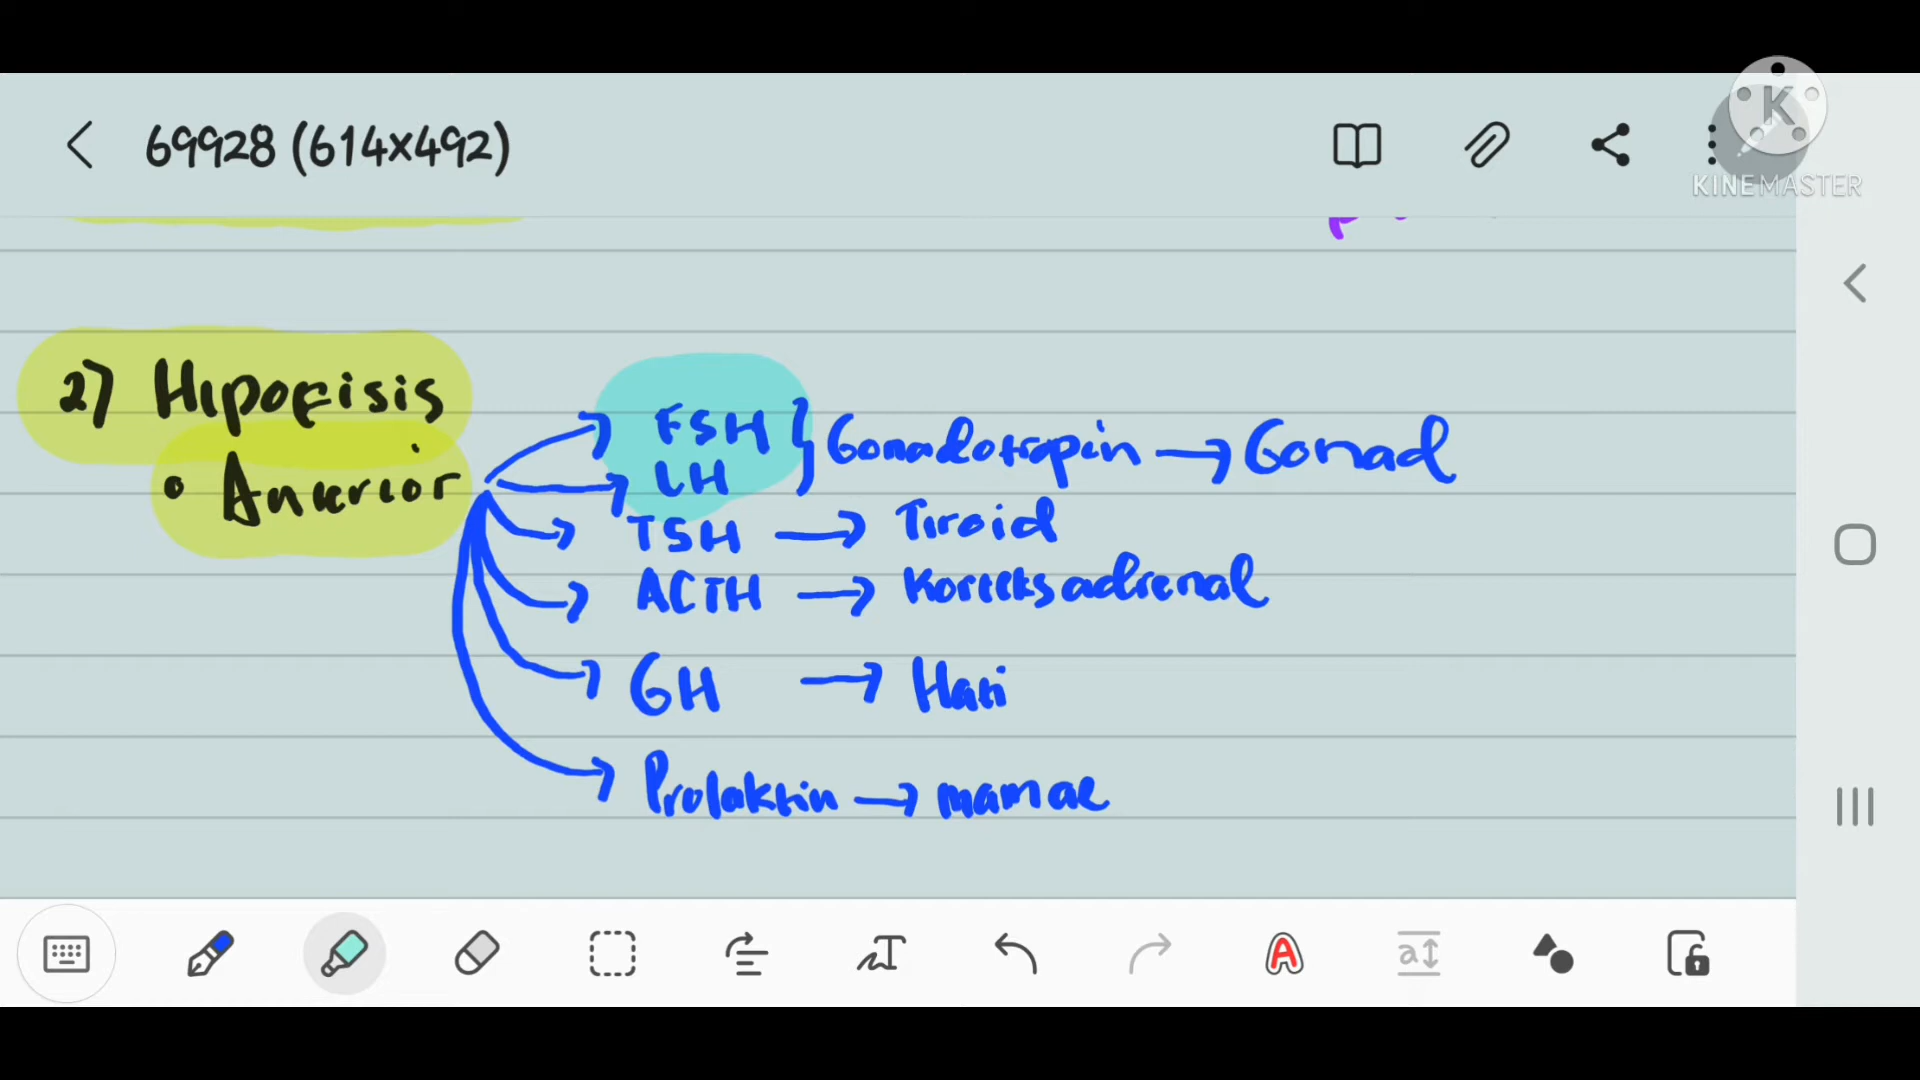 69928 (614x492)
KINEMASTER
2) Hipofisis
• Anterior
FSH } Gonadotropin → Gonad
LH
TSH → Tiroid
ACTH → Korteks adrenal
GH → Hati
Prolaktin → mamae